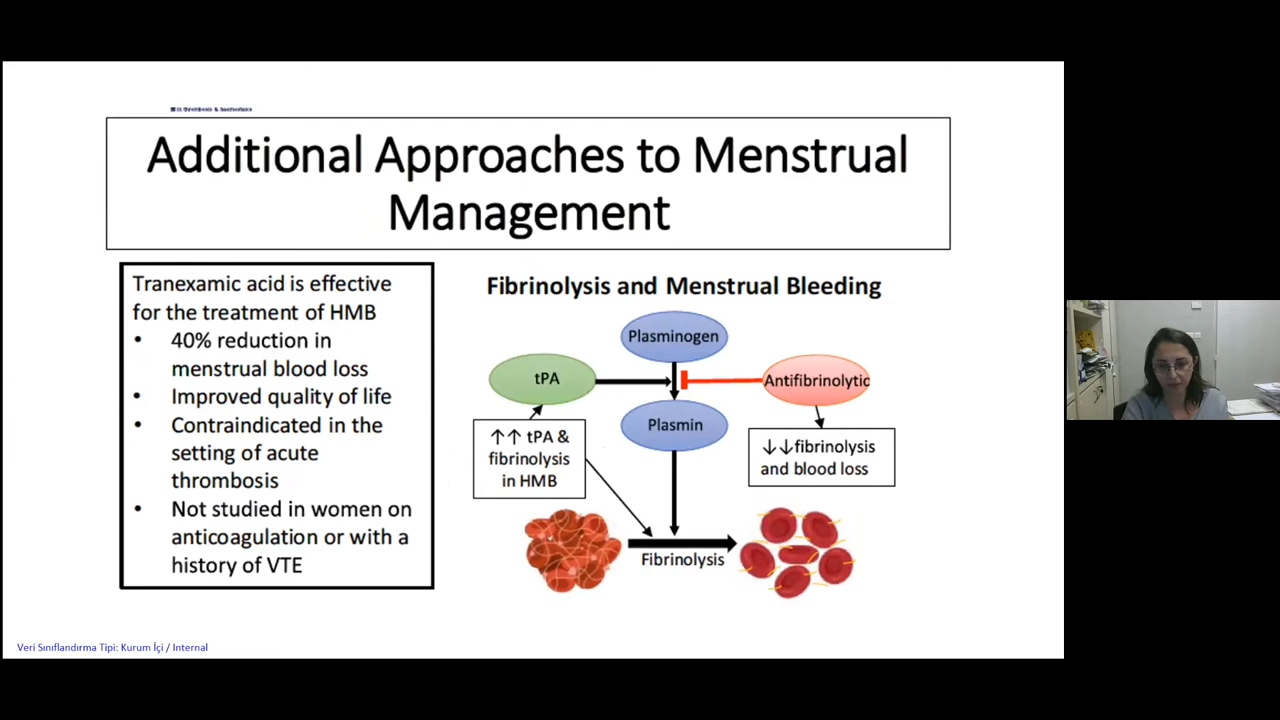 Thrombosis & haemostasis
Additional Approaches to Menstrual
Management
Tranexamic acid is effective
for the treatment of HMB
• 40% reduction in
menstrual blood loss
• Improved quality of life
• Contraindicated in the
setting of acute
thrombosis
• Not studied in women on
anticoagulation or with a
history of VTE
Fibrinolysis and Menstrual Bleeding
Plasminogen
tPA
Antifibrinolytic
Plasmin
↑↑ tPA &
fibrinolysis
in HMB
↓↓fibrinolysis
and blood loss
Fibrinolysis
Veri Sınıflandırma Tipi: Kurum İçi / Internal